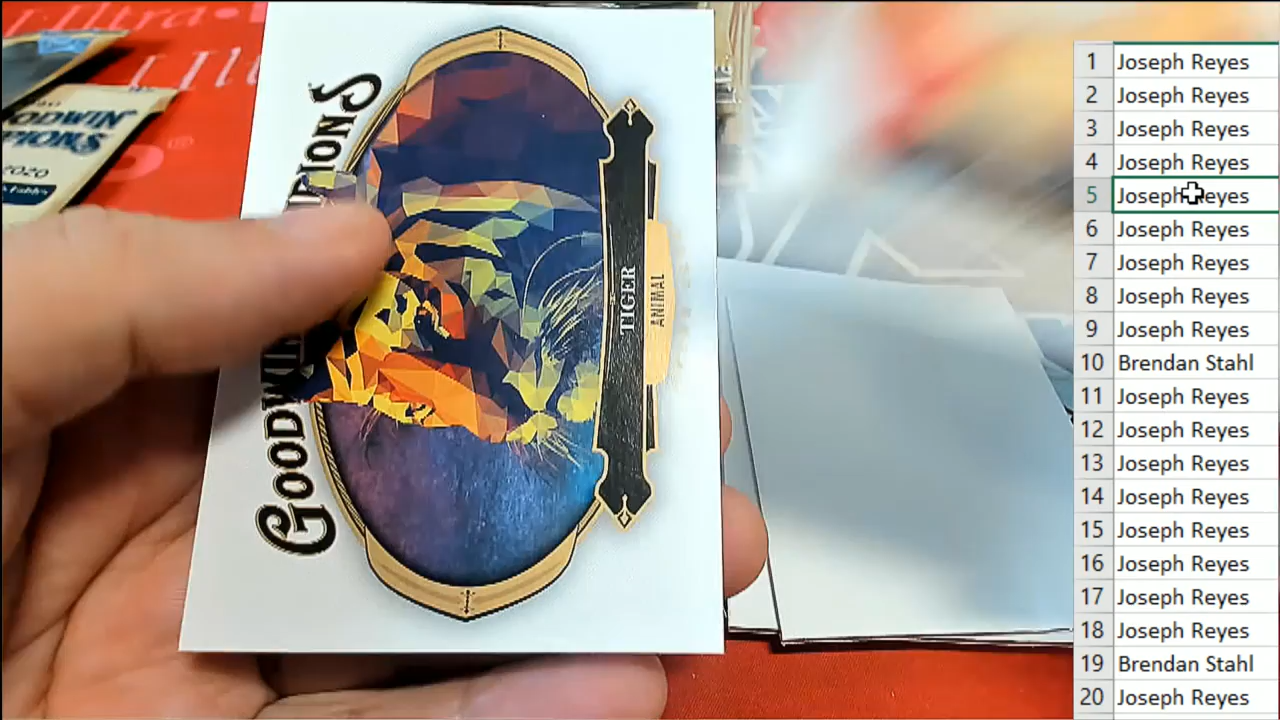 GOODWIN
PIONS
TIGER
ANIMAL
ODWIN
PIONS
2020
1 Joseph Reyes
2 Joseph Reyes
3 Joseph Reyes
4 Joseph Reyes
5 Joseph Reyes
6 Joseph Reyes
7 Joseph Reyes
8 Joseph Reyes
9 Joseph Reyes
10 Brendan Stahl
11 Joseph Reyes
12 Joseph Reyes
13 Joseph Reyes
14 Joseph Reyes
15 Joseph Reyes
16 Joseph Reyes
17 Joseph Reyes
18 Joseph Reyes
19 Brendan Stahl
20 Joseph Reyes